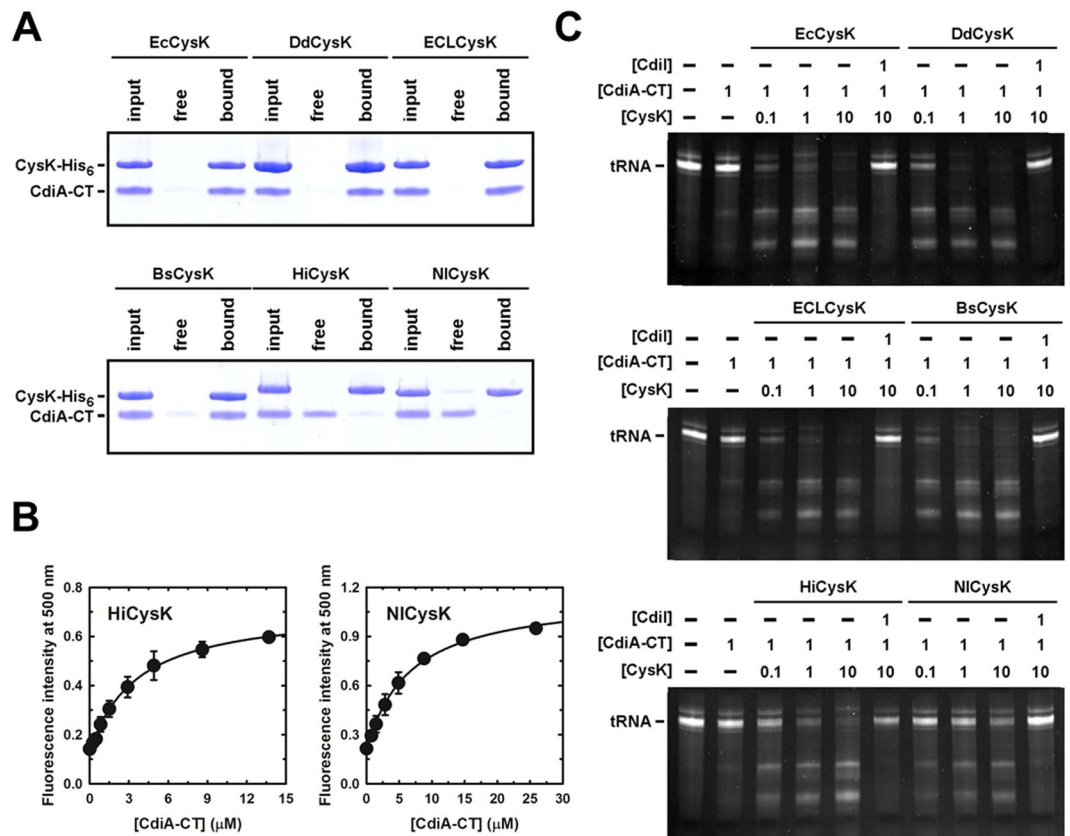 A
EcCysK DdCysK ECLCysK
input free bound input free bound input free bound
CysK-His6
CdiA-CT
BsCysK HiCysK NlCysK
input free bound input free bound input free bound
CysK-His6
CdiA-CT
B
Fluorescence intensity at 500 nm
0.8
0.6
0.4
0.2
0.0
HiCysK
0 3 6 9 12 15
[CdiA-CT] (μM)
Fluorescence intensity at 500 nm
1.2
0.9
0.6
0.3
0.0
NlCysK
0 5 10 15 20 25 30
[CdiA-CT] (μM)
C
EcCysK DdCysK
[CdiI] – – – – – 1 – – – 1
[CdiA-CT] – 1 1 1 1 1 1 1 1 1
[CysK] – – 0.1 1 10 10 0.1 1 10 10
tRNA
ECLCysK BsCysK
[CdiI] – – – – – 1 – – – 1
[CdiA-CT] – 1 1 1 1 1 1 1 1 1
[CysK] – – 0.1 1 10 10 0.1 1 10 10
tRNA
HiCysK NlCysK
[CdiI] – – – – – 1 – – – 1
[CdiA-CT] – 1 1 1 1 1 1 1 1 1
[CysK] – – 0.1 1 10 10 0.1 1 10 10
tRNA